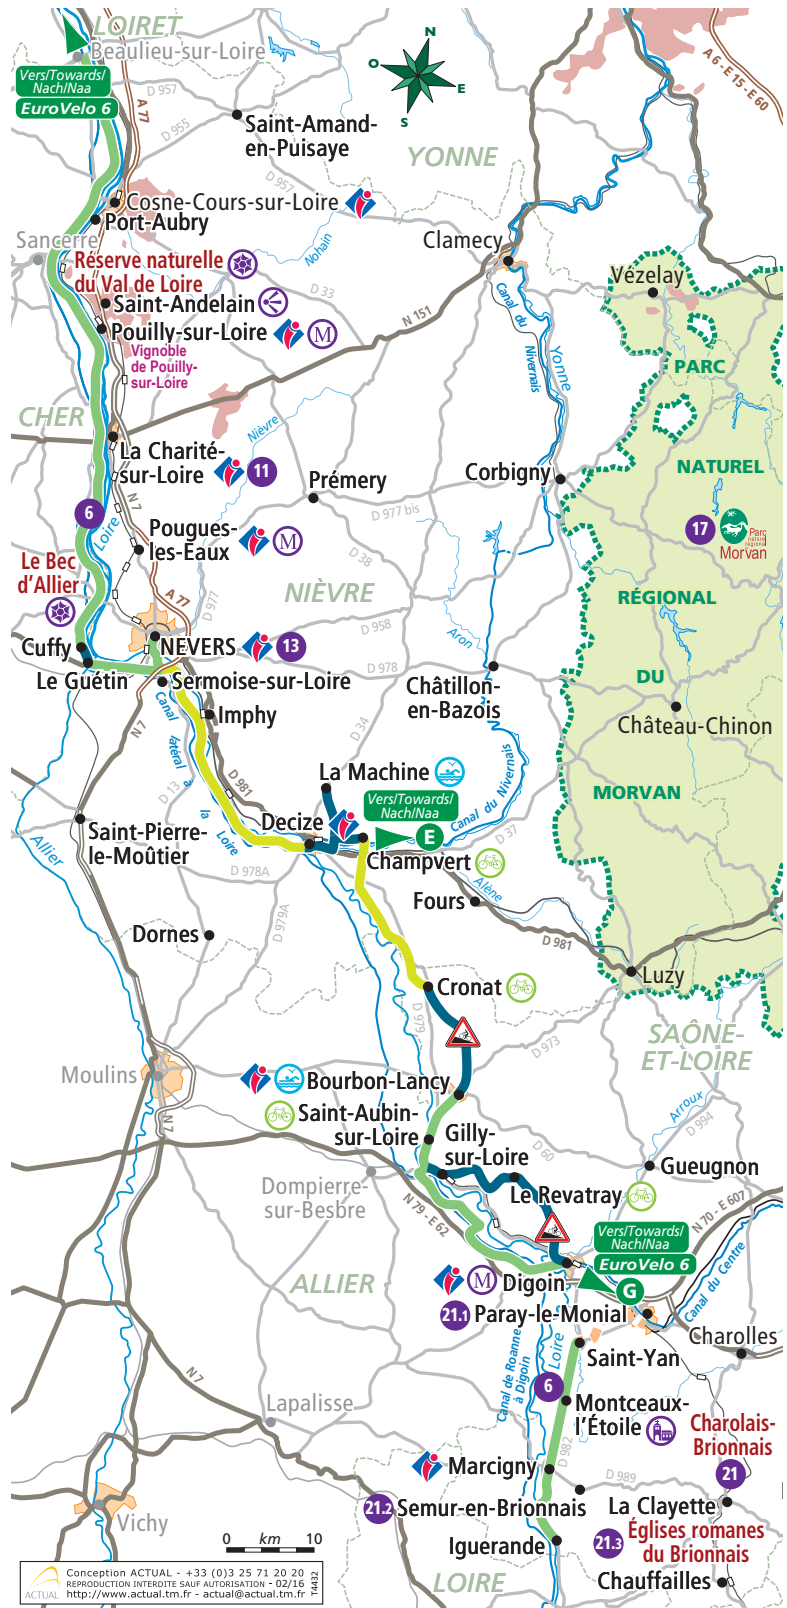 LOIRET
Beaulieu-sur-Loire
Vers/Towards/
Nach/Naa
EuroVelo 6
D 957
A 77
D 955
Saint-Amand-
en-Puisaye
N
O
E
S
A 6 - E 15 - E 60
YONNE
D 957
Cosne-Cours-sur-Loire
Port-Aubry
Sancerre
Nohain
Clamecy
Réserve naturelle
du Val de Loire
D 33
Vézelay
Saint-Andelain
Pouilly-sur-Loire
M
N 151
Canal du
Nivernais
Yonne
Vignoble
de Pouilly-
sur-Loire
PARC
CHER
Nièvre
La Charité-
sur-Loire
11
Prémery
Corbigny
NATUREL
N7
6
Loire
D 977 bis
17
Parc
naturel
régional
Morvan
Pougues-
les-Eaux
M
D 38
Le Bec
d'Allier
A 77
D 977
NIÈVRE
RÉGIONAL
D 958
Aron
Cuffy
NEVERS
13
D 978
Le Guétin
Sermoise-sur-Loire
Châtillon-
en-Bazois
DU
N7
Canal
latéral à
la
Loire
Imphy
D 34
Château-Chinon
D 13
D 981
La Machine
Canal du Nivernais
MORVAN
Vers/Towards/
Nach/Naa
E
Allier
Saint-Pierre-
le-Moûtier
Decize
D 37
Champvert
D 978A
Alène
Fours
D 979A
Dornes
D 981
Luzy
Cronat
D 979
D 973
SAÔNE-
ET-LOIRE
Moulins
Bourbon-Lancy
Arroux
Saint-Aubin-
sur-Loire
N 7
Gilly-
sur-Loire
D 60
D 994
Gueugnon
Dompierre-
sur-Besbre
Le Revatray
N 79 - E 62
N 70 - E 607
Vers/Towards/
Nach/Naa
EuroVelo 6
Canal du Centre
ALLIER
M
Digoin
G
21.1
Paray-le-Monial
Charolles
Canal de Roanne
à Digoin
Loire
Saint-Yan
N7
6
Lapalisse
Montceaux-
l'Étoile
Charolais-
Brionnais
D 982
Marcigny
D 989
21
21.2
Semur-en-Brionnais
La Clayette
Vichy
0
km
10
Iguerande
21.3
Églises romanes
du Brionnais
Chauffailles
LOIRE
ACTUAL
Conception ACTUAL - +33 (0)3 25 71 20 20
REPRODUCTION INTERDITE SAUF AUTORISATION - 02/16
http://www.actual.tm.fr - actual@actual.tm.fr
T4432